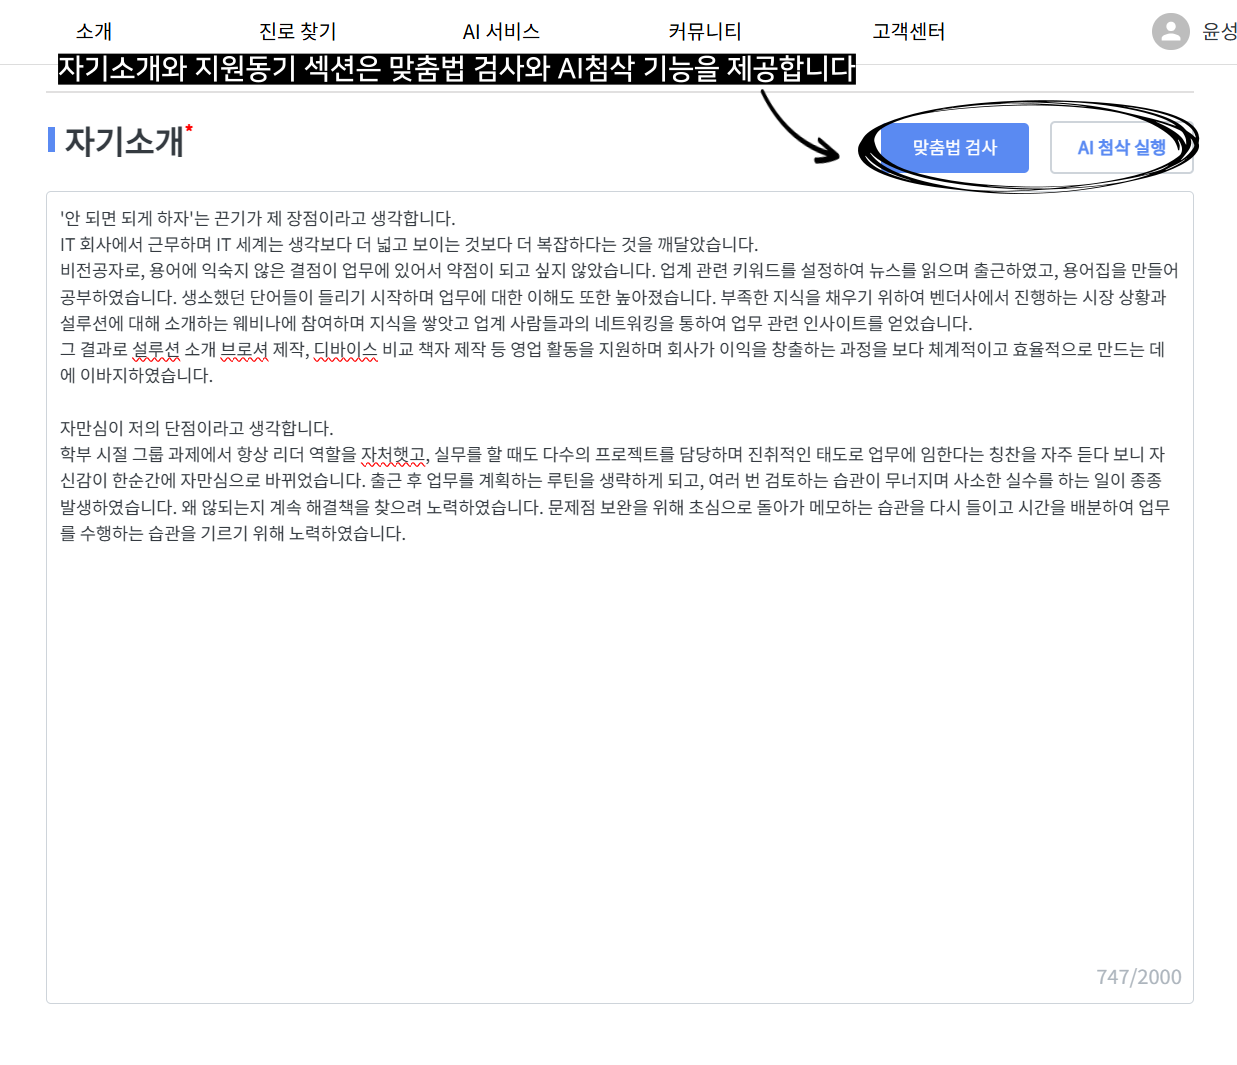 소개 진로 찾기 AI 서비스 커뮤니티 고객센터 윤성
자기소개와 지원동기 섹션은 맞춤법 검사와 AI첨삭 기능을 제공합니다
자기소개* 맞춤법 검사 AI 첨삭 실행
'안 되면 되게 하자'는 끈기가 제 장점이라고 생각합니다.
IT 회사에서 근무하며 IT 세계는 생각보다 더 넓고 보이는 것보다 더 복잡하다는 것을 깨달았습니다.
비전공자로, 용어에 익숙지 않은 결점이 업무에 있어서 약점이 되고 싶지 않았습니다. 업계 관련 키워드를 설정하여 뉴스를 읽으며 출근하였고, 용어집을 만들어
공부하였습니다. 생소했던 단어들이 들리기 시작하며 업무에 대한 이해도 또한 높아졌습니다. 부족한 지식을 채우기 위하여 벤더사에서 진행하는 시장 상황과
설루션에 대해 소개하는 웨비나에 참여하며 지식을 쌓앗고 업계 사람들과의 네트워킹을 통하여 업무 관련 인사이트를 얻었습니다.
그 결과로 설루션 소개 브로셔 제작, 디바이스 비교 책자 제작 등 영업 활동을 지원하며 회사가 이익을 창출하는 과정을 보다 체계적이고 효율적으로 만드는 데
에 이바지하였습니다.
자만심이 저의 단점이라고 생각합니다.
학부 시절 그룹 과제에서 항상 리더 역할을 자처햇고, 실무를 할 때도 다수의 프로젝트를 담당하며 진취적인 태도로 업무에 임한다는 칭찬을 자주 듣다 보니 자
신감이 한순간에 자만심으로 바뀌었습니다. 출근 후 업무를 계획하는 루틴을 생략하게 되고, 여러 번 검토하는 습관이 무너지며 사소한 실수를 하는 일이 종종
발생하였습니다. 왜 않되는지 계속 해결책을 찾으려 노력하였습니다. 문제점 보완을 위해 초심으로 돌아가 메모하는 습관을 다시 들이고 시간을 배분하여 업무
를 수행하는 습관을 기르기 위해 노력하였습니다.
747/2000